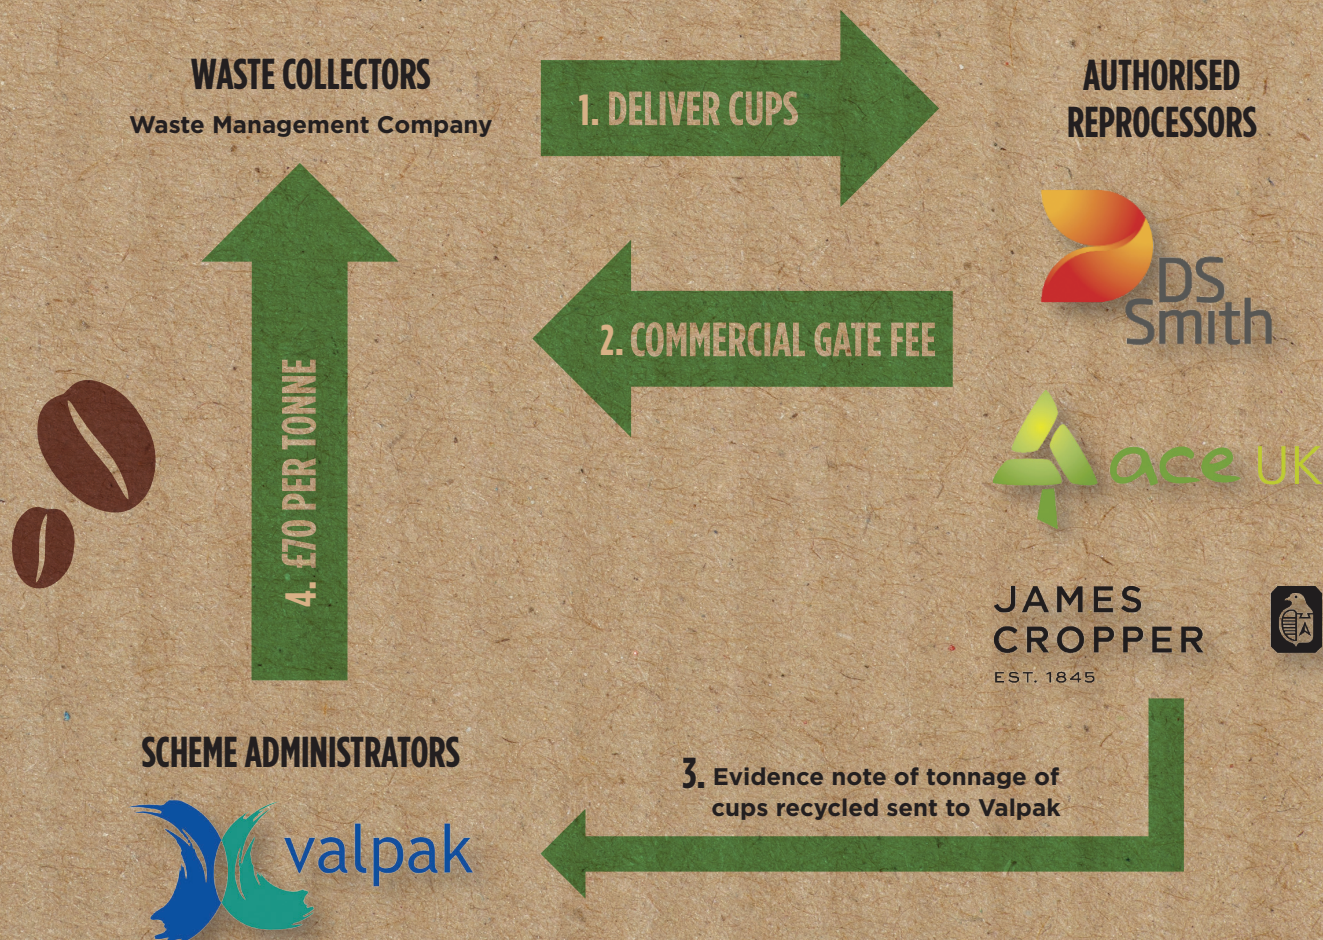 WASTE COLLECTORS
Waste Management Company
1. DELIVER CUPS
AUTHORISED
REPROCESSORS
DS
Smith
2. COMMERCIAL GATE FEE
ace UK
4. £70 PER TONNE
JAMES
CROPPER
EST. 1845
SCHEME ADMINISTRATORS
valpak
3. Evidence note of tonnage of
cups recycled sent to Valpak